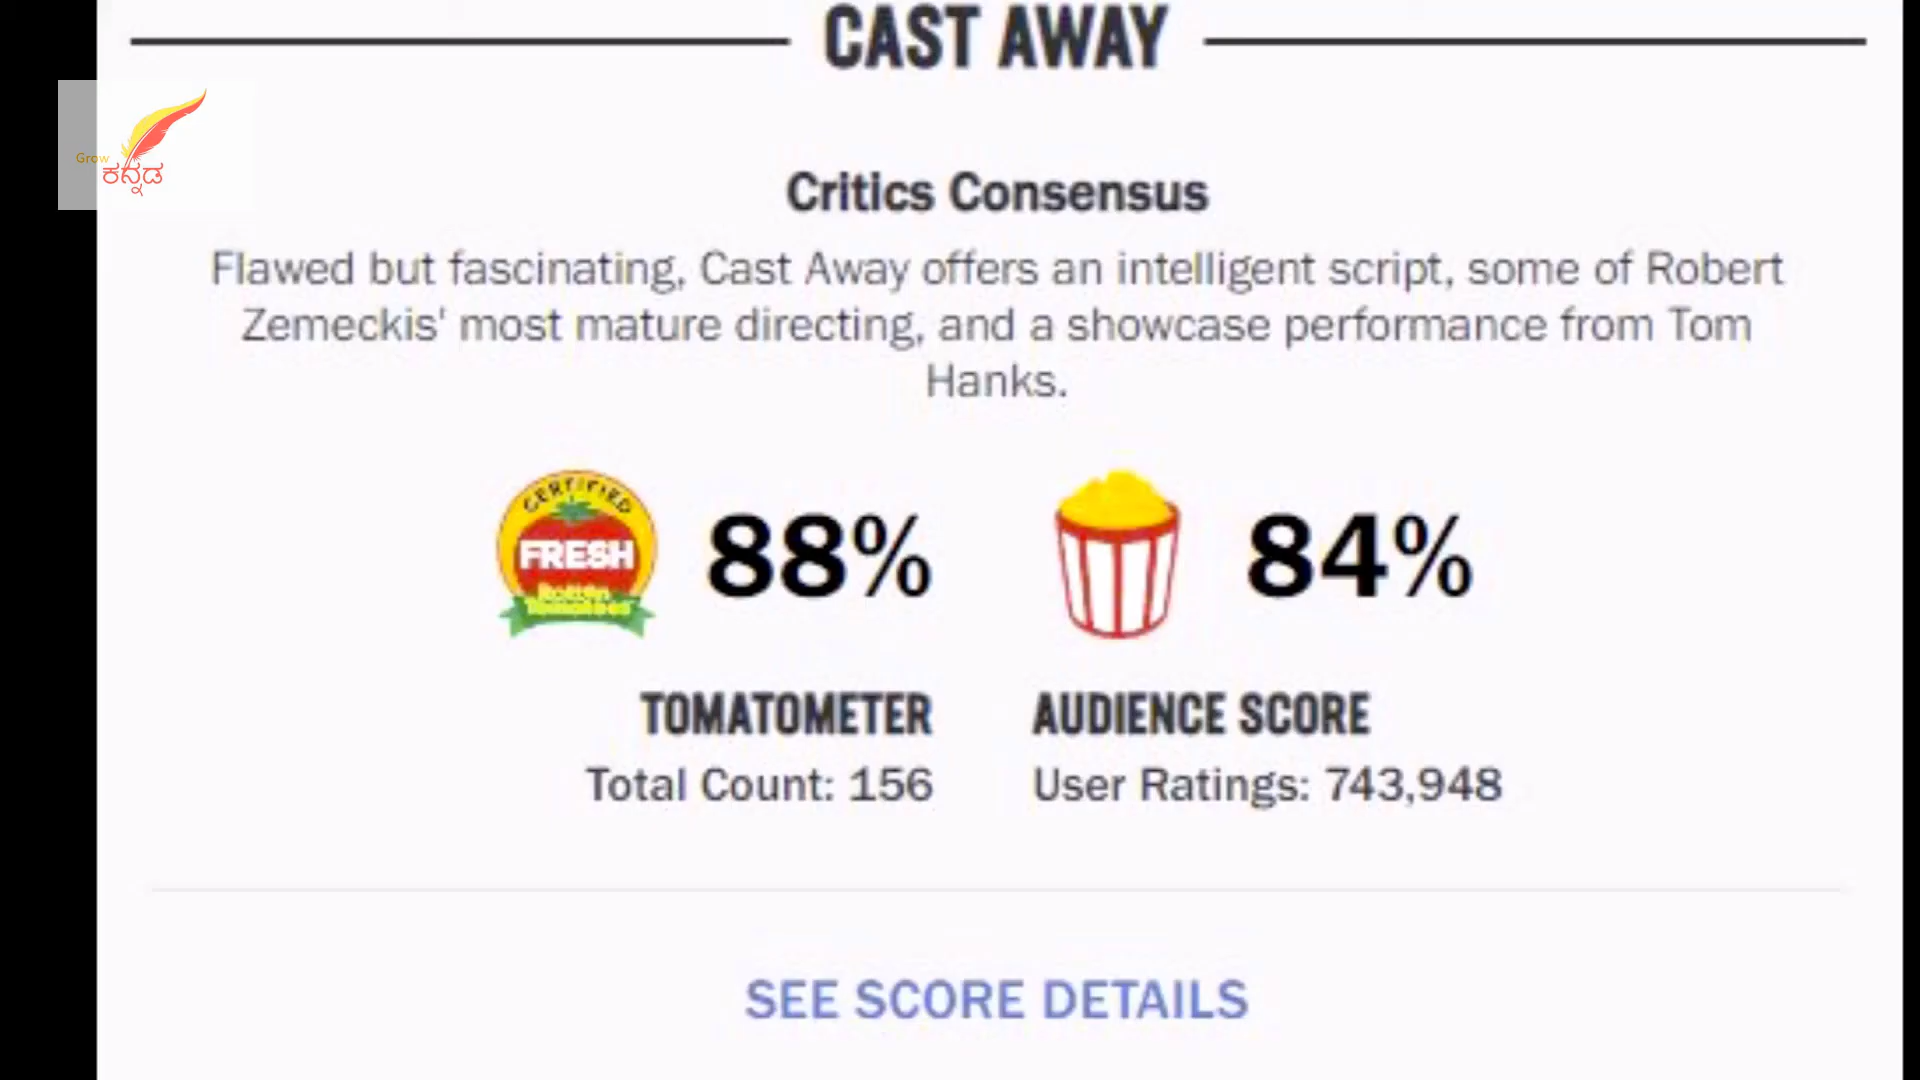 CAST AWAY
Grow
ಕನ್ನಡ
Critics Consensus
Flawed but fascinating, Cast Away offers an intelligent script, some of Robert
Zemeckis' most mature directing, and a showcase performance from Tom
Hanks.
CERTIFIED
FRESH
Rotten
Tomatoes
88%
84%
TOMATOMETER
AUDIENCE SCORE
Total Count: 156
User Ratings: 743,948
SEE SCORE DETAILS